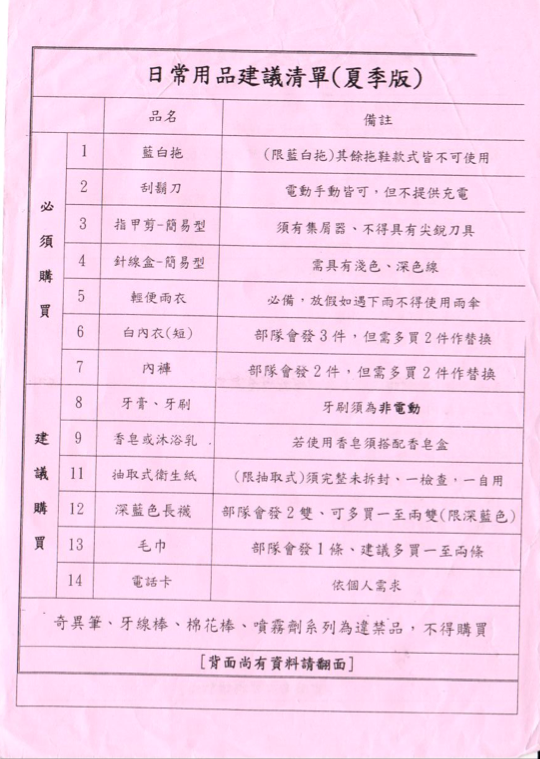 日常用品建議清單(夏季版)
品名 備註
必須購買
1 藍白拖 (限藍白拖)其餘拖鞋款式皆不可使用
2 刮鬍刀 電動手動皆可，但不提供充電
3 指甲剪-簡易型 須有集屑器、不得具有尖銳刀具
4 針線盒-簡易型 需具有淺色、深色線
5 輕便雨衣 必備，放假如遇下雨不得使用雨傘
6 白內衣(短) 部隊會發3件，但需多買2件作替換
7 內褲 部隊會發2件，但需多買2件作替換
建議購買
8 牙膏、牙刷 牙刷須為非電動
9 香皂或沐浴乳 若使用香皂須搭配香皂盒
11 抽取式衛生紙 (限抽取式)須完整未拆封、一檢查，一自用
12 深藍色長襪 部隊會發2雙、可多買一至兩雙(限深藍色)
13 毛巾 部隊會發1條、建議多買一至兩條
14 電話卡 依個人需求
奇異筆、牙線棒、棉花棒、噴霧劑系列為違禁品，不得購買
[背面尚有資料請翻面]